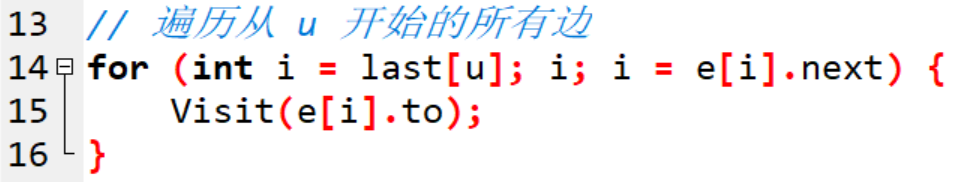 13 // 遍历从 u 开始的所有边
14 for (int i = last[u]; i; i = e[i].next) {
15 Visit(e[i].to);
16 }